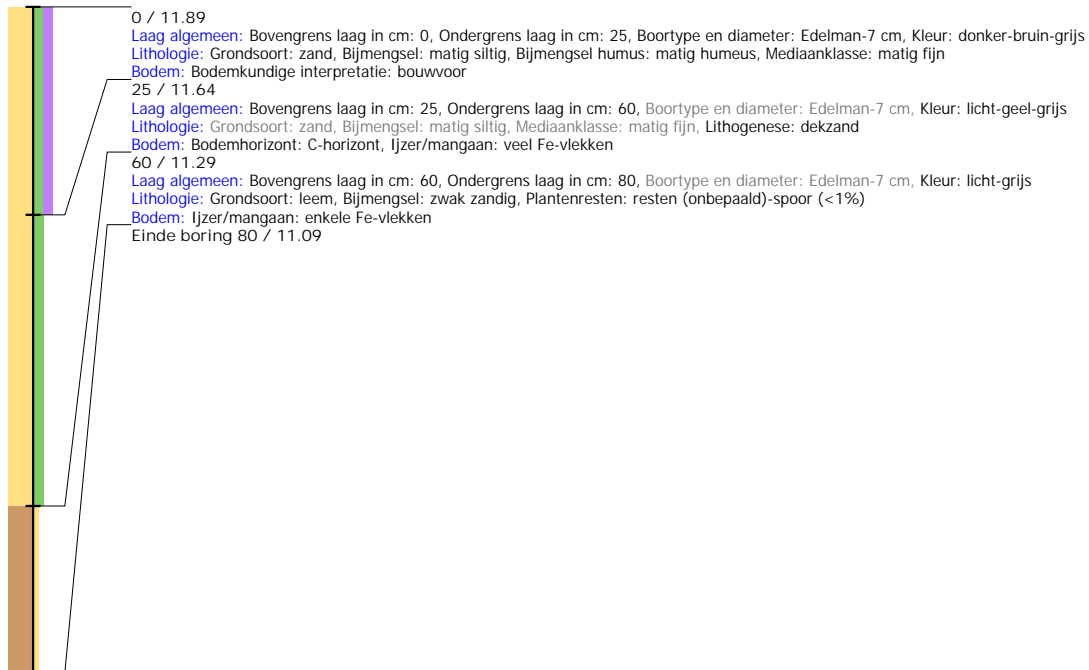 0 / 11.89
Laag algemeen: Bovengrens laag in cm: 0, Ondergrens laag in cm: 25, Boortype en diameter: Edelman-7 cm, Kleur: donker-bruin-grijs
Lithologie: Grondsoort: zand, Bijmengsel: matig siltig, Bijmengsel humus: matig humeus, Mediaanklasse: matig fijn
Bodem: Bodemkundige interpretatie: bouwvoor
25 / 11.64
Laag algemeen: Bovengrens laag in cm: 25, Ondergrens laag in cm: 60, Boortype en diameter: Edelman-7 cm, Kleur: licht-geel-grijs
Lithologie: Grondsoort: zand, Bijmengsel: matig siltig, Mediaanklasse: matig fijn, Lithogenese: dekzand
Bodem: Bodemhorizont: C-horizont, Ijzer/mangaan: veel Fe-vlekken
60 / 11.29
Laag algemeen: Bovengrens laag in cm: 60, Ondergrens laag in cm: 80, Boortype en diameter: Edelman-7 cm, Kleur: licht-grijs
Lithologie: Grondsoort: leem, Bijmengsel: zwak zandig, Plantenresten: resten (onbepaald)-spoor (<1%)
Bodem: Ijzer/mangaan: enkele Fe-vlekken
Einde boring 80 / 11.09